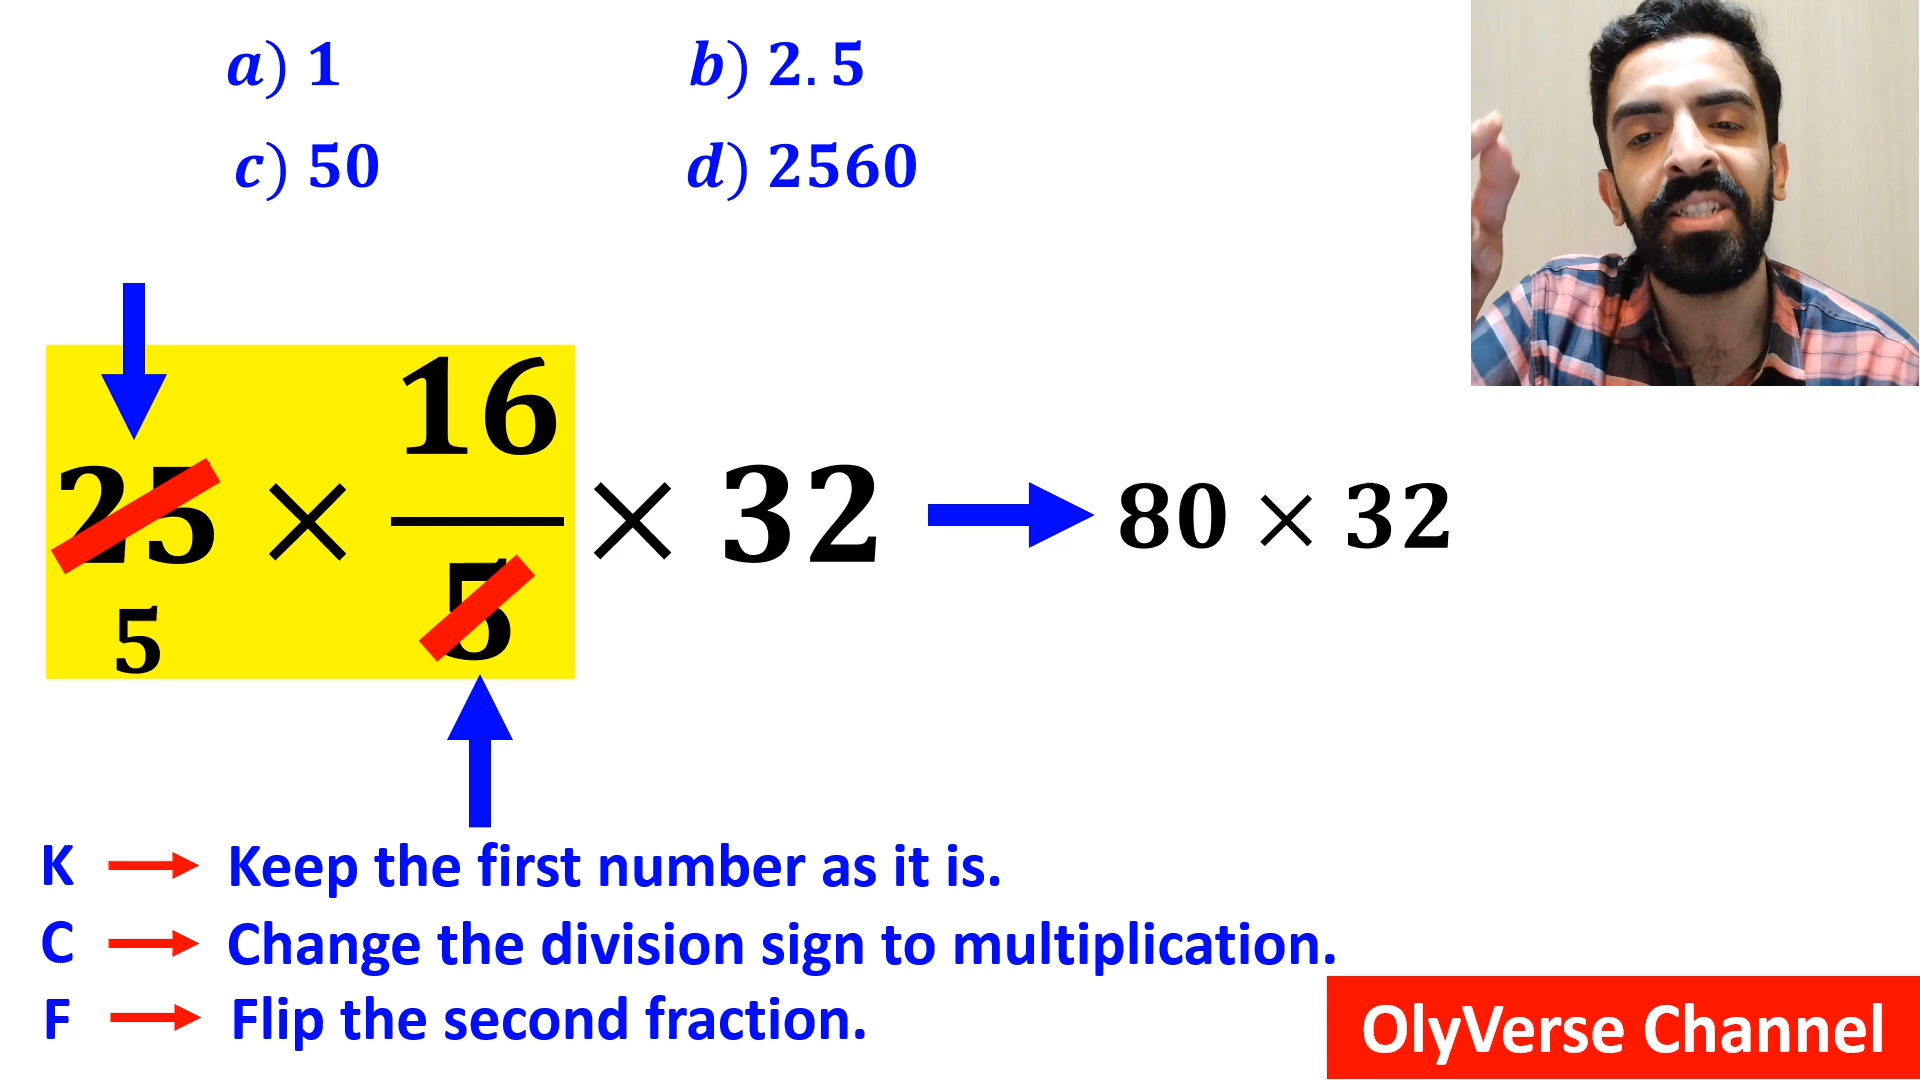 a) 1 b) 2.5
c) 50 d) 2560
25 × 16/5 × 32 → 80 × 32
5
K → Keep the first number as it is.
C → Change the division sign to multiplication.
F → Flip the second fraction.
OlyVerse Channel